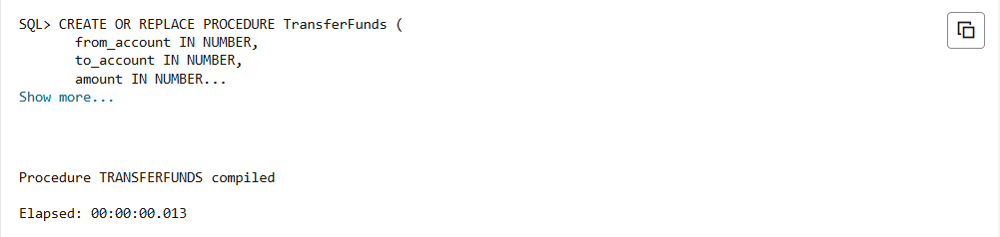 SQL> CREATE OR REPLACE PROCEDURE TransferFunds (
from_account IN NUMBER,
to_account IN NUMBER,
amount IN NUMBER...
Show more...
Procedure TRANSFERFUNDS compiled
Elapsed: 00:00:00.013